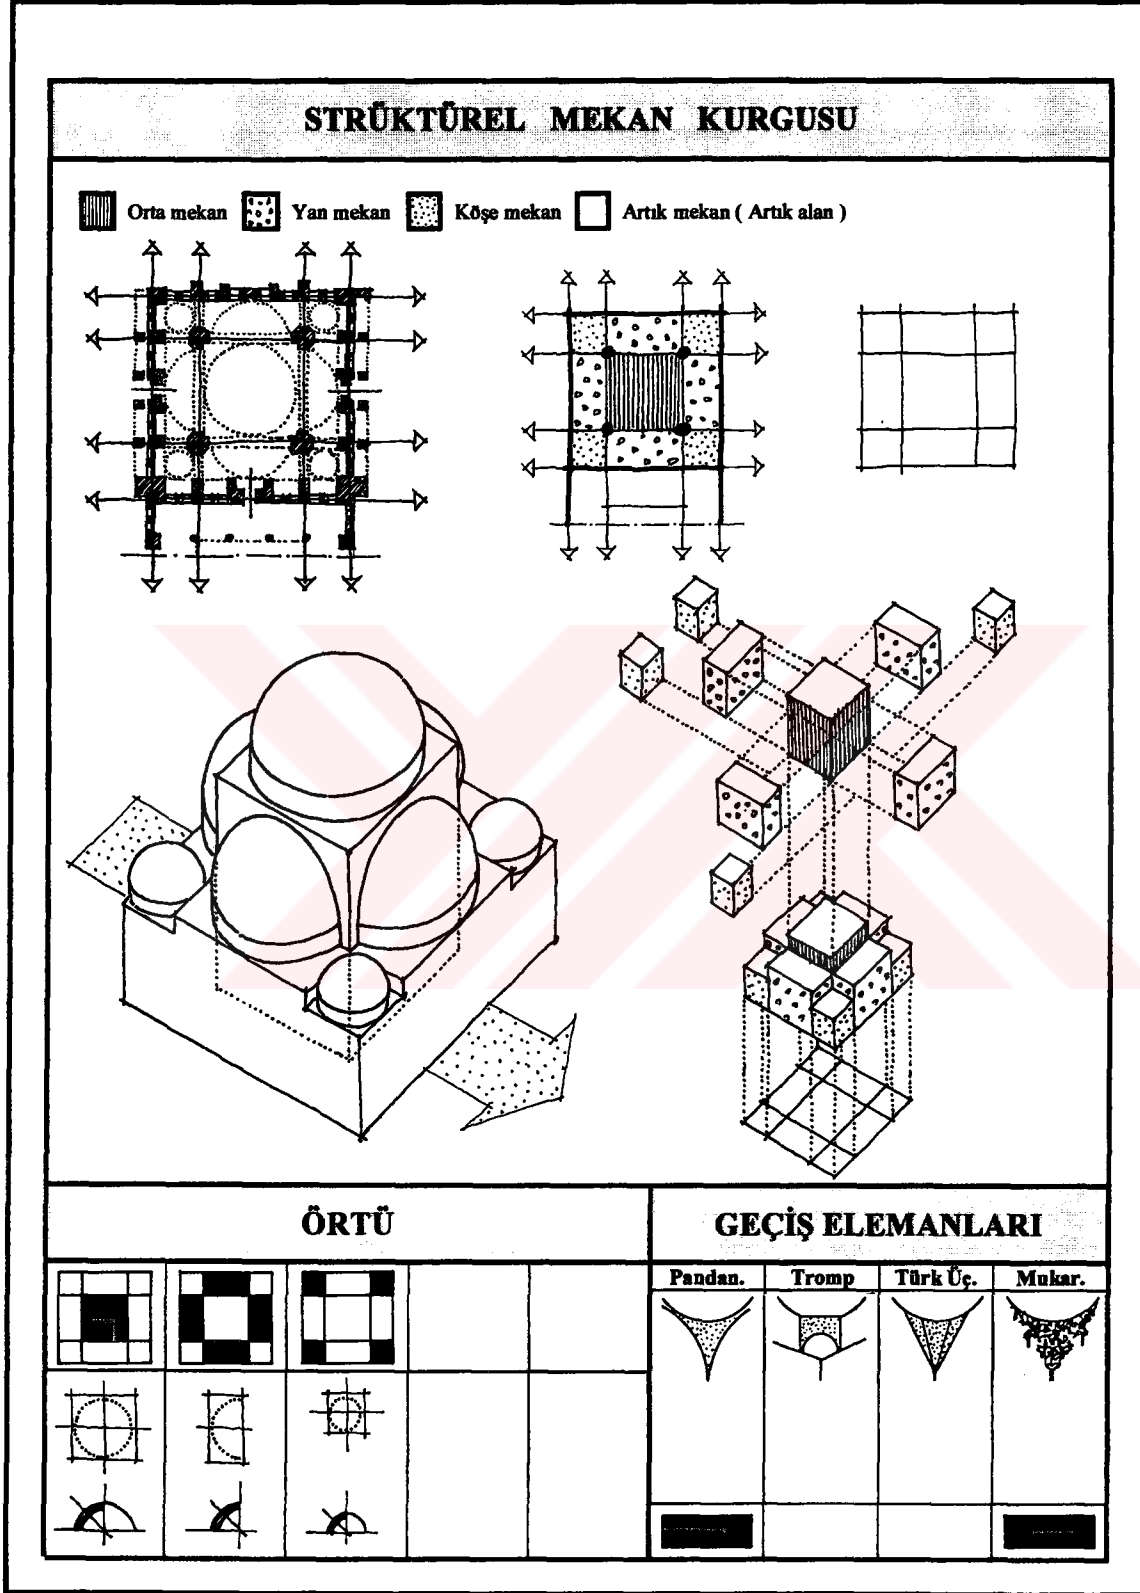 STRÜKTÜREL MEKAN KURGUSU
Orta mekan Yan mekan Köşe mekan Artık mekan ( Artık alan )
ÖRTÜ
GEÇİŞ ELEMANLARI
Pandan. Tromp Türk Üç. Mukar.